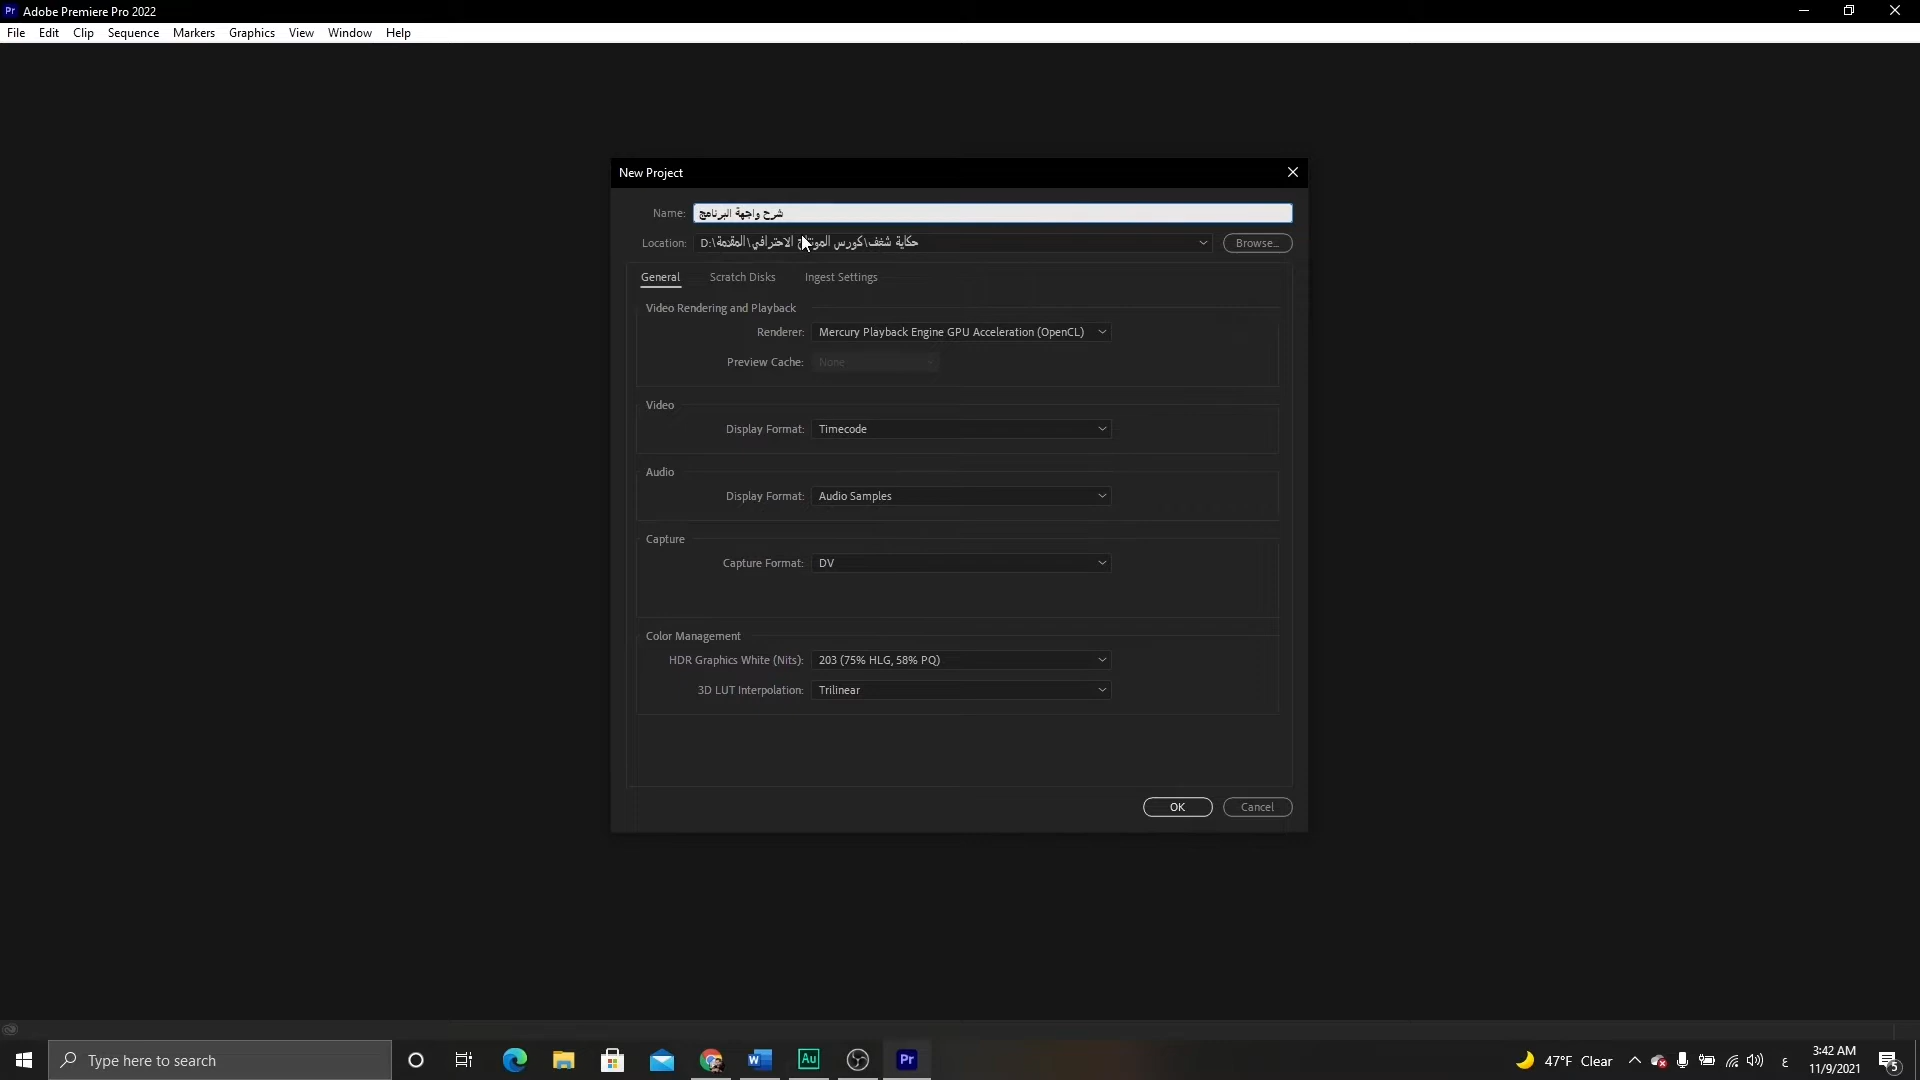 Pr Adobe Premiere Pro 2022
File Edit Clip Sequence Markers Graphics View Window Help
New Project
Name: شرح واجهة البرنامج
Location: D:\حكاية شغف\كورس المونتاج الاحترافي\المقدمة
Browse...
General Scratch Disks Ingest Settings
Video Rendering and Playback
Renderer: Mercury Playback Engine GPU Acceleration (OpenCL)
Preview Cache: None
Video
Display Format: Timecode
Audio
Display Format: Audio Samples
Capture
Capture Format: DV
Color Management
HDR Graphics White (Nits): 203 (75% HLG, 58% PQ)
3D LUT Interpolation: Trilinear
OK Cancel
Type here to search
W Au Pr
47°F Clear
ع
3:42 AM
11/9/2021
5